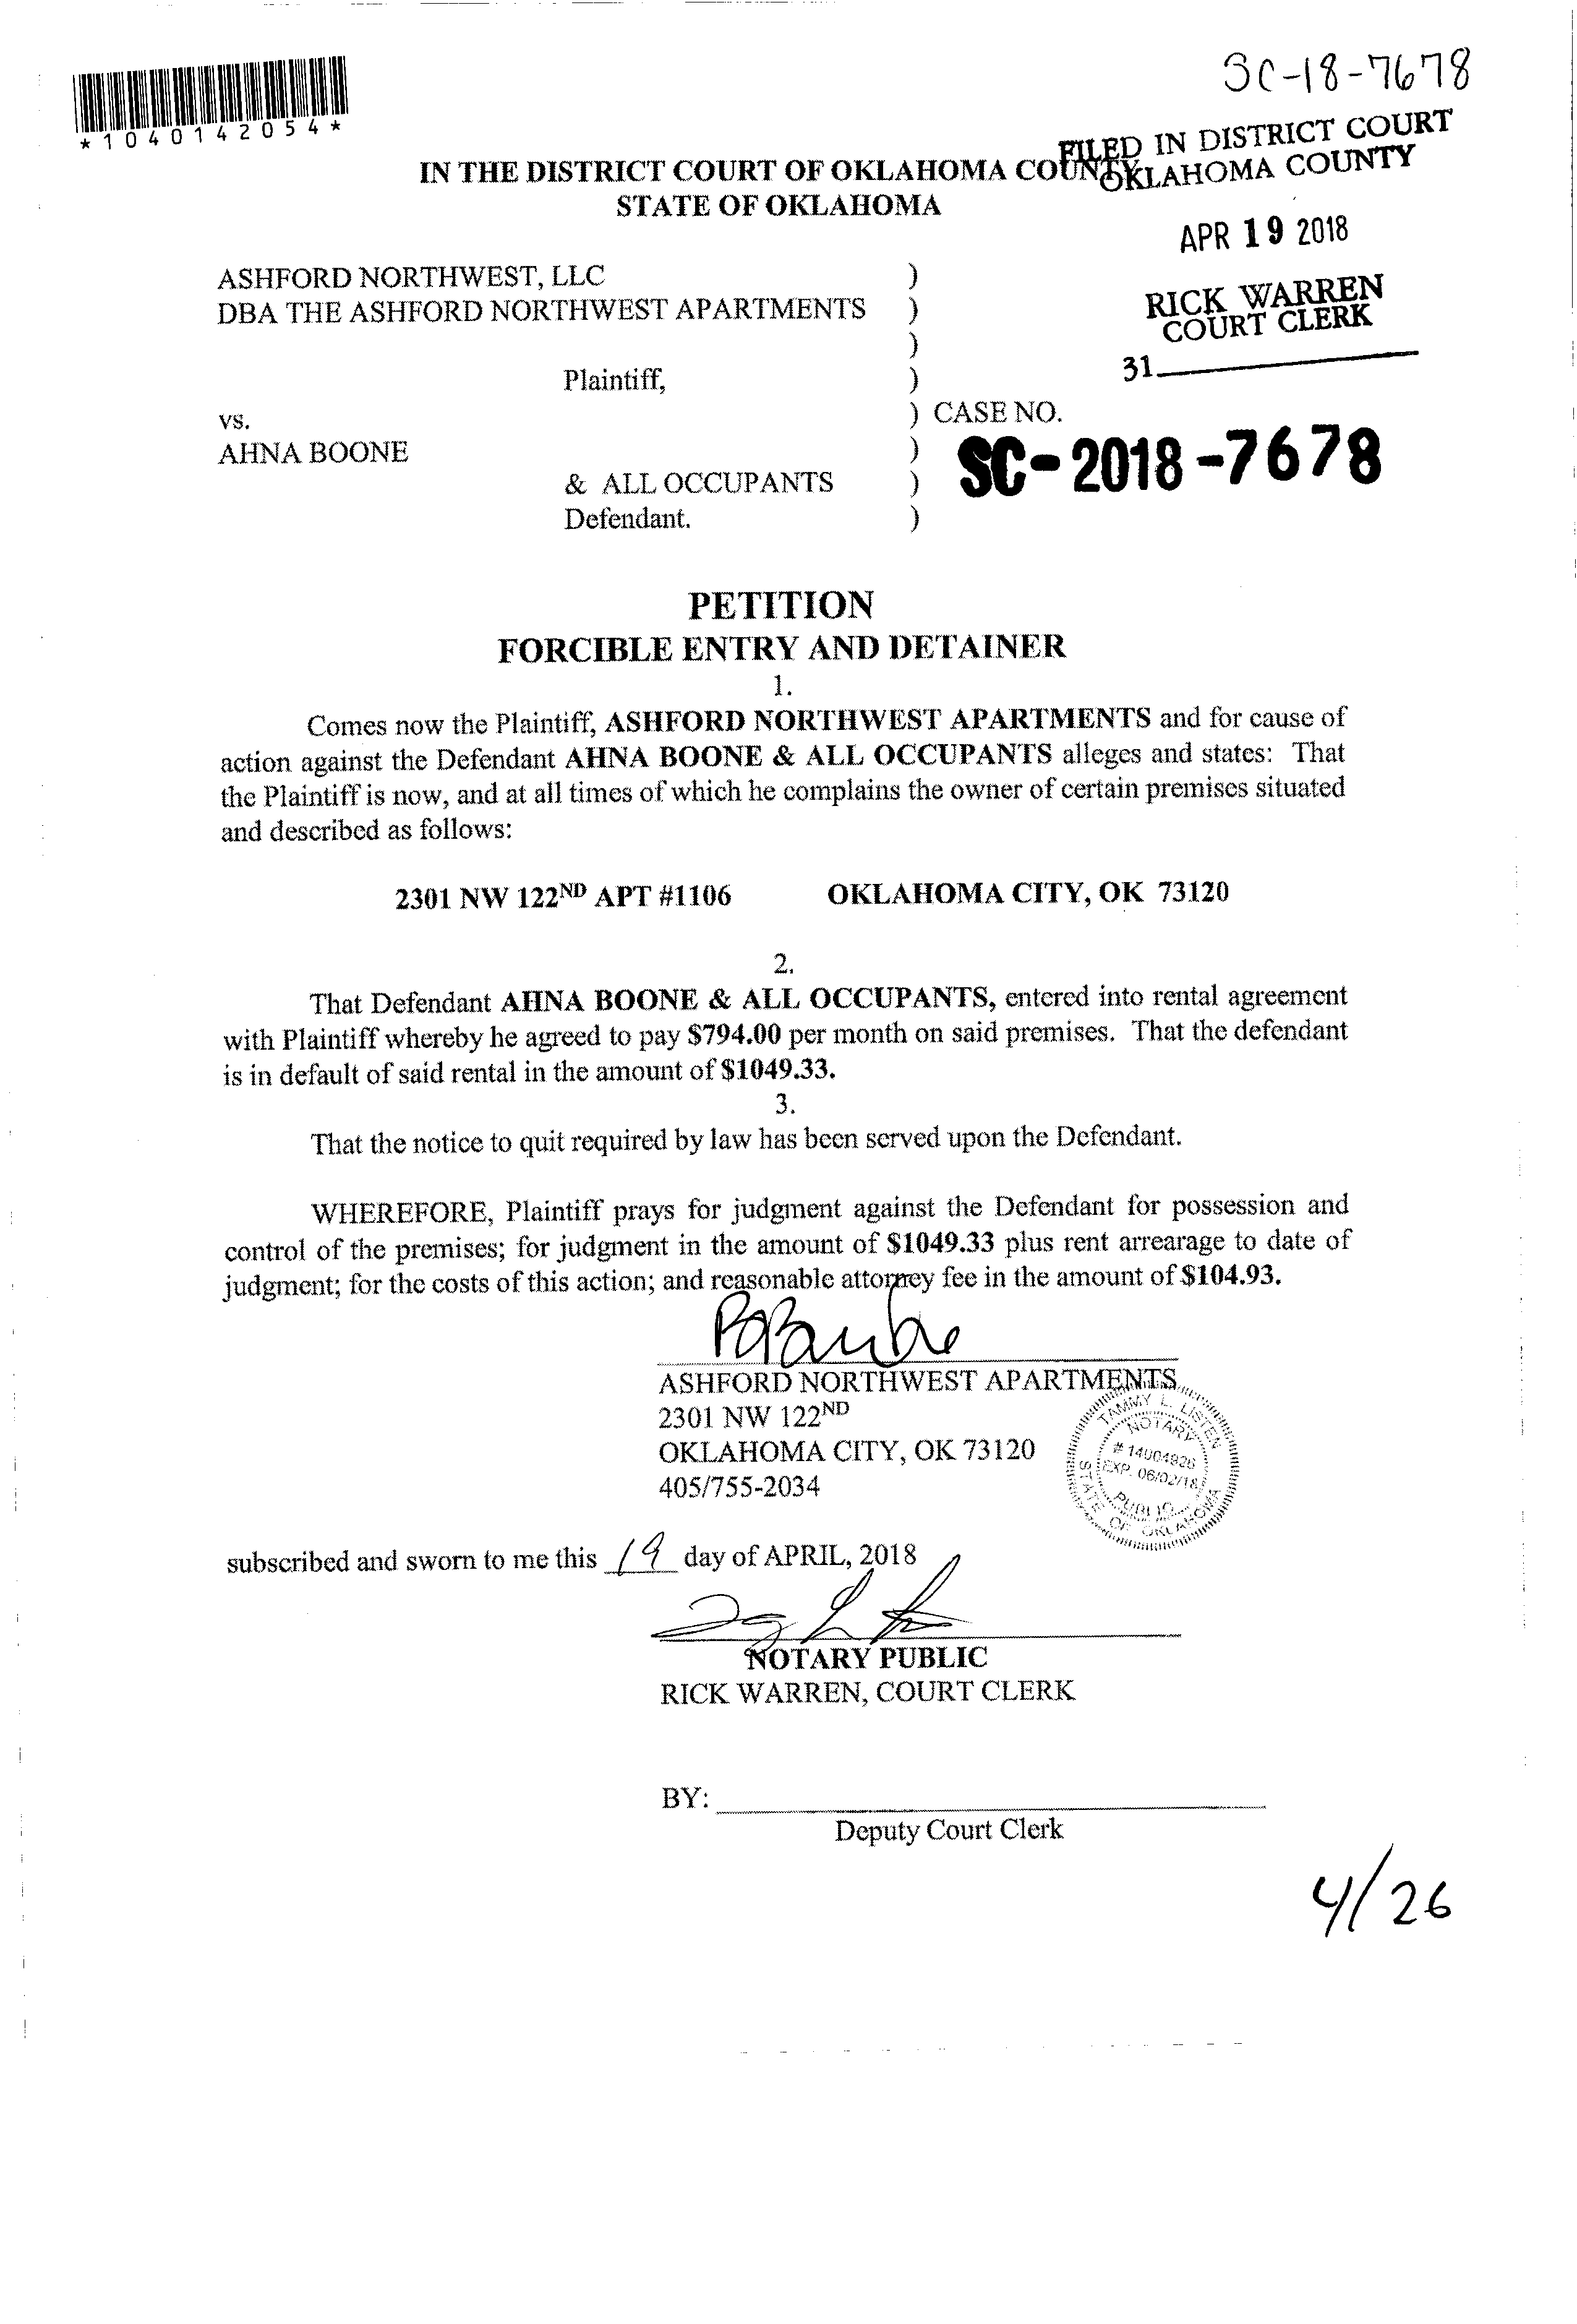 SC-18-7678
*1040142054*
FILED IN DISTRICT COURT
OKLAHOMA COUNTY
IN THE DISTRICT COURT OF OKLAHOMA COUNTY
STATE OF OKLAHOMA
APR 19 2018
RICK WARREN
COURT CLERK
31
ASHFORD NORTHWEST, LLC )
DBA THE ASHFORD NORTHWEST APARTMENTS )
)
Plaintiff, )
vs. ) CASE NO.
AHNA BOONE )
SC-2018-7678
& ALL OCCUPANTS )
Defendant. )
PETITION
FORCIBLE ENTRY AND DETAINER
1.
Comes now the Plaintiff, ASHFORD NORTHWEST APARTMENTS and for cause of
action against the Defendant AHNA BOONE & ALL OCCUPANTS alleges and states: That
the Plaintiff is now, and at all times of which he complains the owner of certain premises situated
and described as follows:
2301 NW 122ND APT #1106 OKLAHOMA CITY, OK 73120
2.
That Defendant AHNA BOONE & ALL OCCUPANTS, entered into rental agreement
with Plaintiff whereby he agreed to pay $794.00 per month on said premises. That the defendant
is in default of said rental in the amount of $1049.33.
3.
That the notice to quit required by law has been served upon the Defendant.
WHEREFORE, Plaintiff prays for judgment against the Defendant for possession and
control of the premises; for judgment in the amount of $1049.33 plus rent arrearage to date of
judgment; for the costs of this action; and reasonable attorney fee in the amount of $104.93.
ASHFORD NORTHWEST APARTMENTS
2301 NW 122ND
OKLAHOMA CITY, OK 73120
405/755-2034
TAMMY L. LISTEN
NOTARY
# 14004926
EXP. 06/02/18
PUBLIC
STATE OF OKLAHOMA
subscribed and sworn to me this 19 day of APRIL, 2018
NOTARY PUBLIC
RICK WARREN, COURT CLERK
BY:
Deputy Court Clerk
4/26